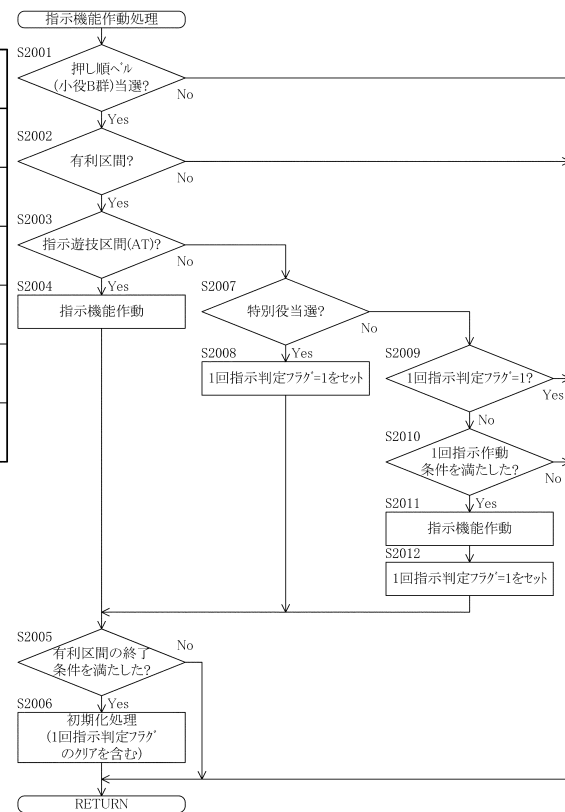 指示機能作動処理
S2001
押し順ベル
(小役B群)当選?
No
Yes
S2002
有利区間?
No
Yes
S2003
指示遊技区間(AT)?
No
Yes
S2004
指示機能作動
S2007
特別役当選?
No
Yes
S2008
1回指示判定フラグ=1をセット
S2009
1回指示判定フラグ=1?
Yes
No
S2010
1回指示作動
条件を満たした?
No
Yes
S2011
指示機能作動
S2012
1回指示判定フラグ=1をセット
S2005
有利区間の終了
条件を満たした?
No
Yes
S2006
初期化処理
(1回指示判定フラグ
のクリアを含む)
RETURN